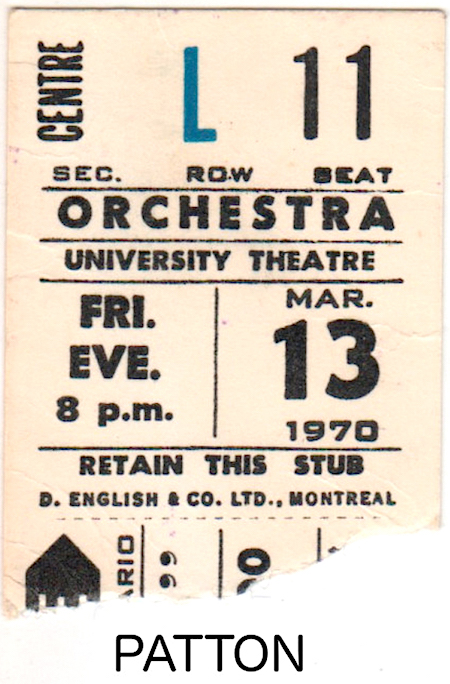 CENTRE L 11
SEC. ROW SEAT
ORCHESTRA
UNIVERSITY THEATRE
FRI. MAR.
EVE. 13
8 p.m. 1970
RETAIN THIS STUB
D. ENGLISH & CO. LTD., MONTREAL
PATTON